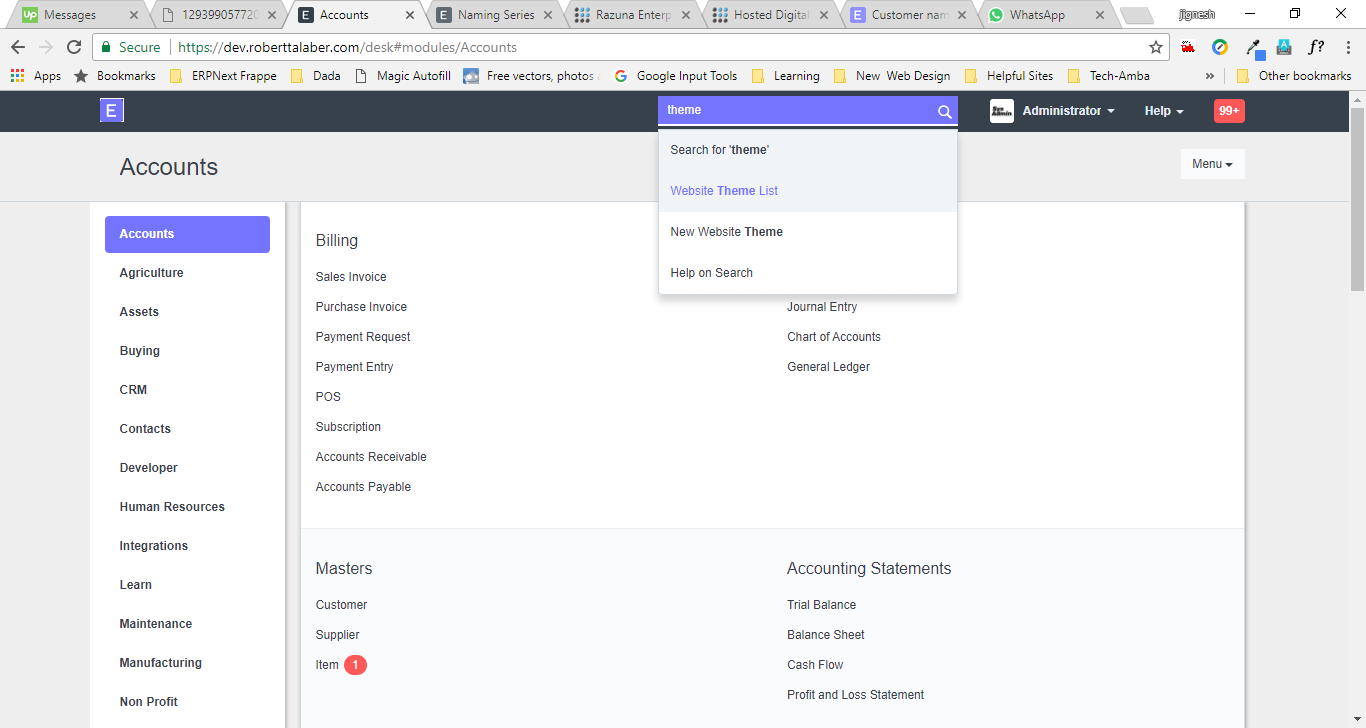 Up Messages
12939905772
E Accounts
E Naming Series
Razuna Enterp
Hosted Digital
E Customer nam
WhatsApp
jignesh
Secure https://dev.roberttalaber.com/desk#modules/Accounts
f?
Apps Bookmarks ERPNext Frappe Dada Magic Autofill Free vectors, photos G Google Input Tools Learning New Web Design Helpful Sites Tech-Amba » Other bookmarks
E theme Administrator Help 99+
Search for 'theme'
Website Theme List
New Website Theme
Help on Search
Accounts Menu
Accounts
Agriculture
Assets
Buying
CRM
Contacts
Developer
Human Resources
Integrations
Learn
Maintenance
Manufacturing
Non Profit
Billing
Sales Invoice
Purchase Invoice
Payment Request
Payment Entry
POS
Subscription
Accounts Receivable
Accounts Payable
Journal Entry
Chart of Accounts
General Ledger
Masters
Customer
Supplier
Item 1
Accounting Statements
Trial Balance
Balance Sheet
Cash Flow
Profit and Loss Statement